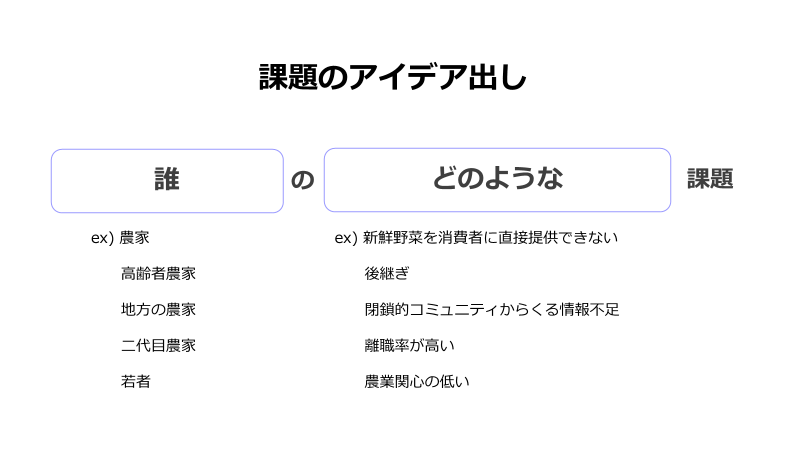 課題のアイデア出し
誰 の どのような 課題
ex) 農家 ex) 新鮮野菜を消費者に直接提供できない
高齢者農家 後継ぎ
地方の農家 閉鎖的コミュニティからくる情報不足
二代目農家 離職率が高い
若者 農業関心の低い